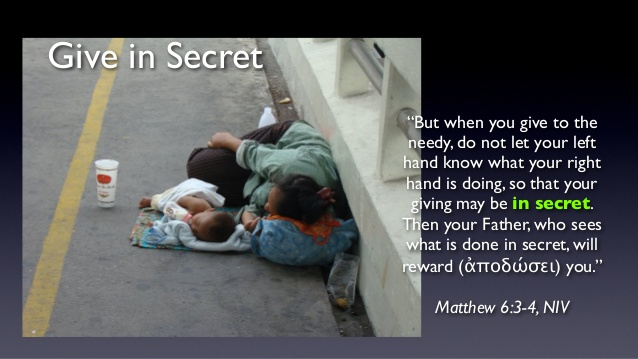 Give in Secret
“But when you give to the
needy, do not let your left
hand know what your right
hand is doing, so that your
giving may be in secret.
Then your Father, who sees
what is done in secret, will
reward (ἀποδώσει) you.”
Matthew 6:3-4, NIV